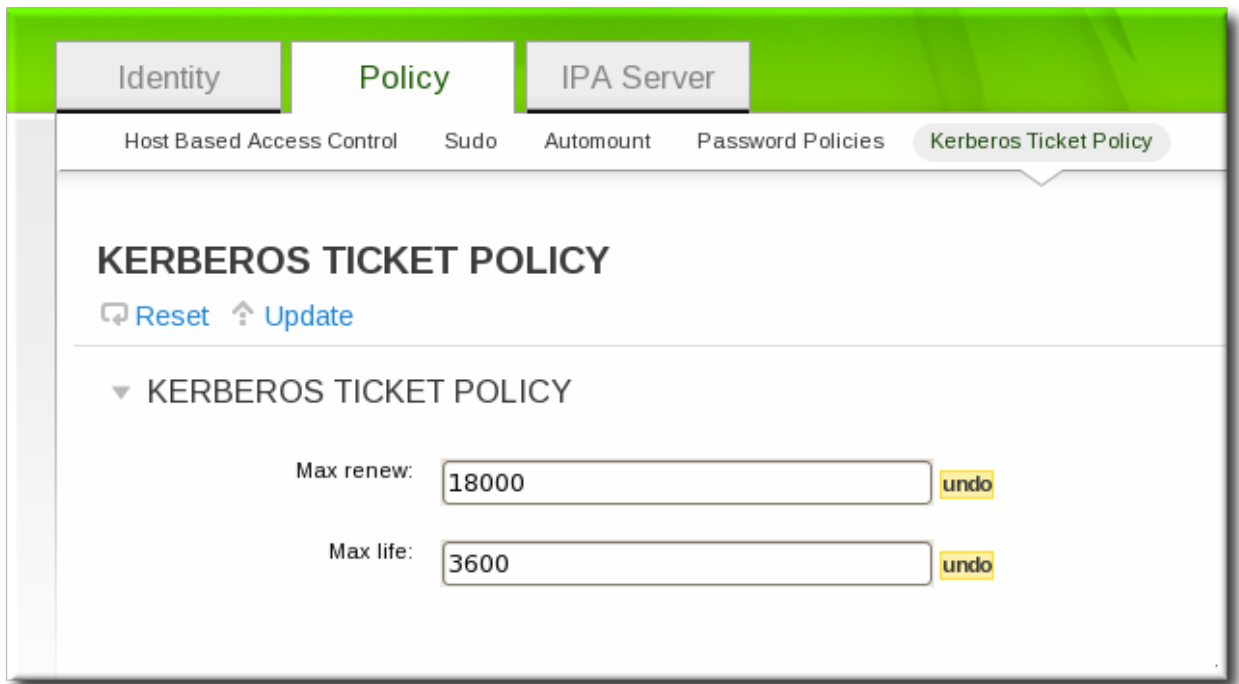 Identity Policy IPA Server
Host Based Access Control Sudo Automount Password Policies Kerberos Ticket Policy
KERBEROS TICKET POLICY
Reset Update
KERBEROS TICKET POLICY
Max renew: 18000 undo
Max life: 3600 undo